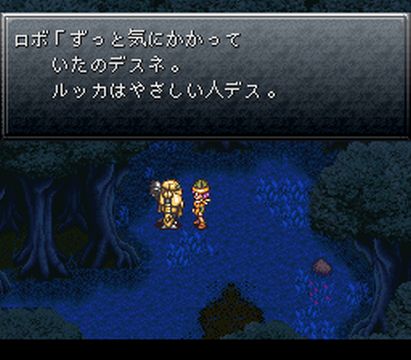 ロボ「ずっと気にかかって
いたのデスネ。
ルッカはやさしい人デス。